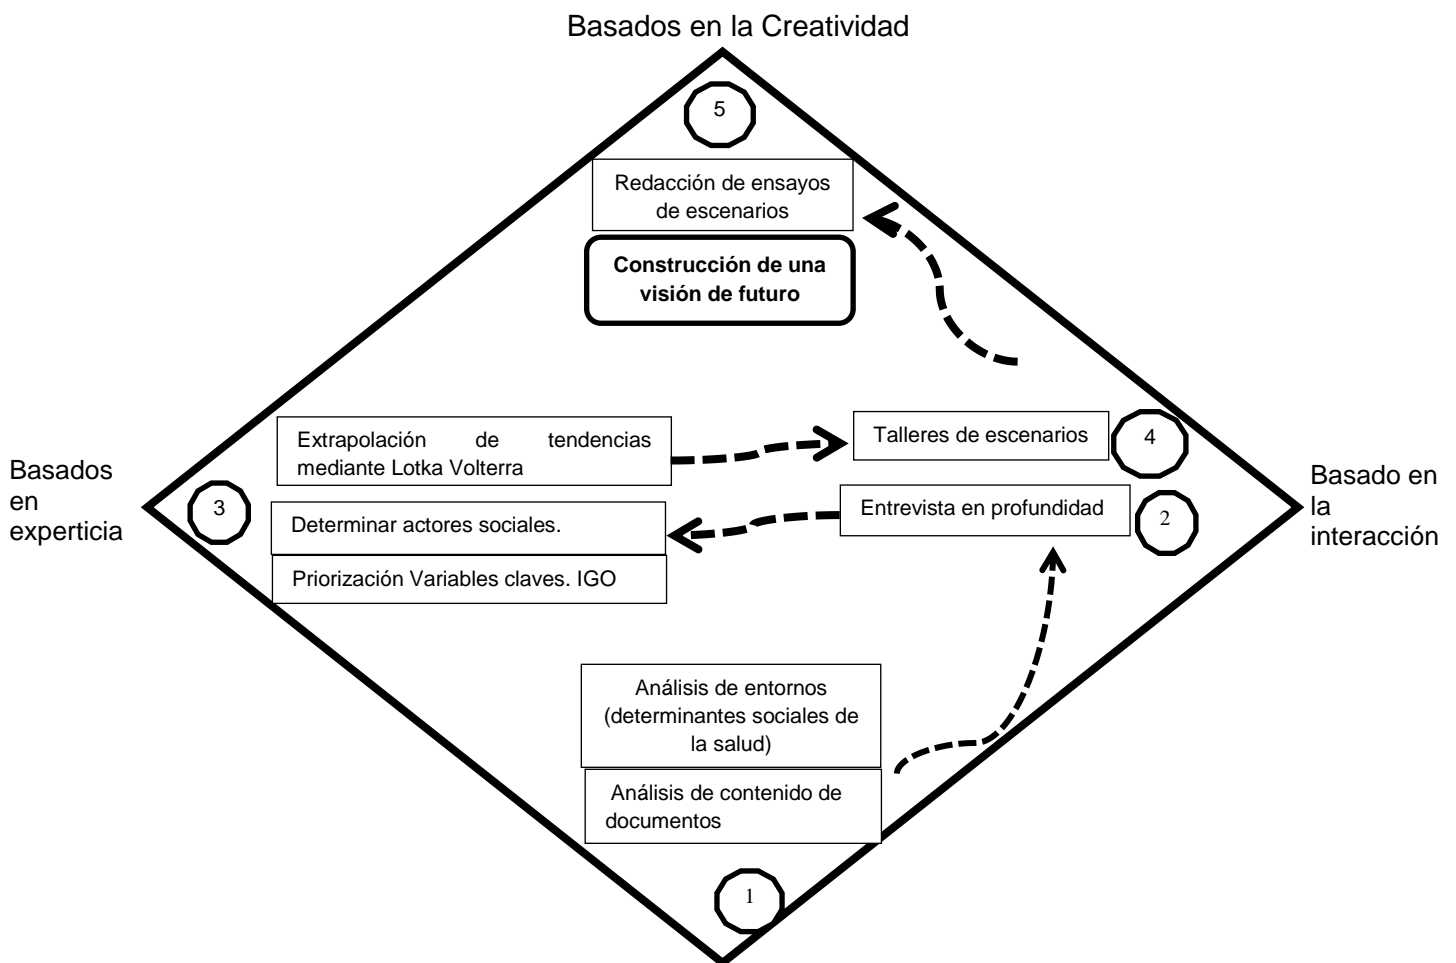 Basados en la Creatividad
5
Redacción de ensayos
de escenarios
Construcción de una
visión de futuro
Extrapolación de tendencias
mediante Lotka Volterra
Talleres de escenarios
4
Basados
en
experticia
3
Determinar actores sociales.
Priorización Variables claves. IGO
Entrevista en profundidad
2
Basado en
la
interacción
Análisis de entornos
(determinantes sociales de
la salud)
Análisis de contenido de
documentos
1